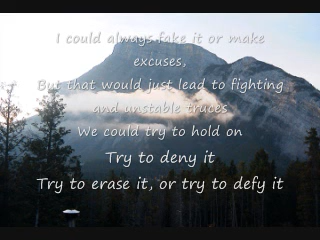 I could always fake it or make
excuses,
But that would just lead to fighting
and unstable truces.
We could try to hold on
Try to deny it
Try to erase it, or try to defy it